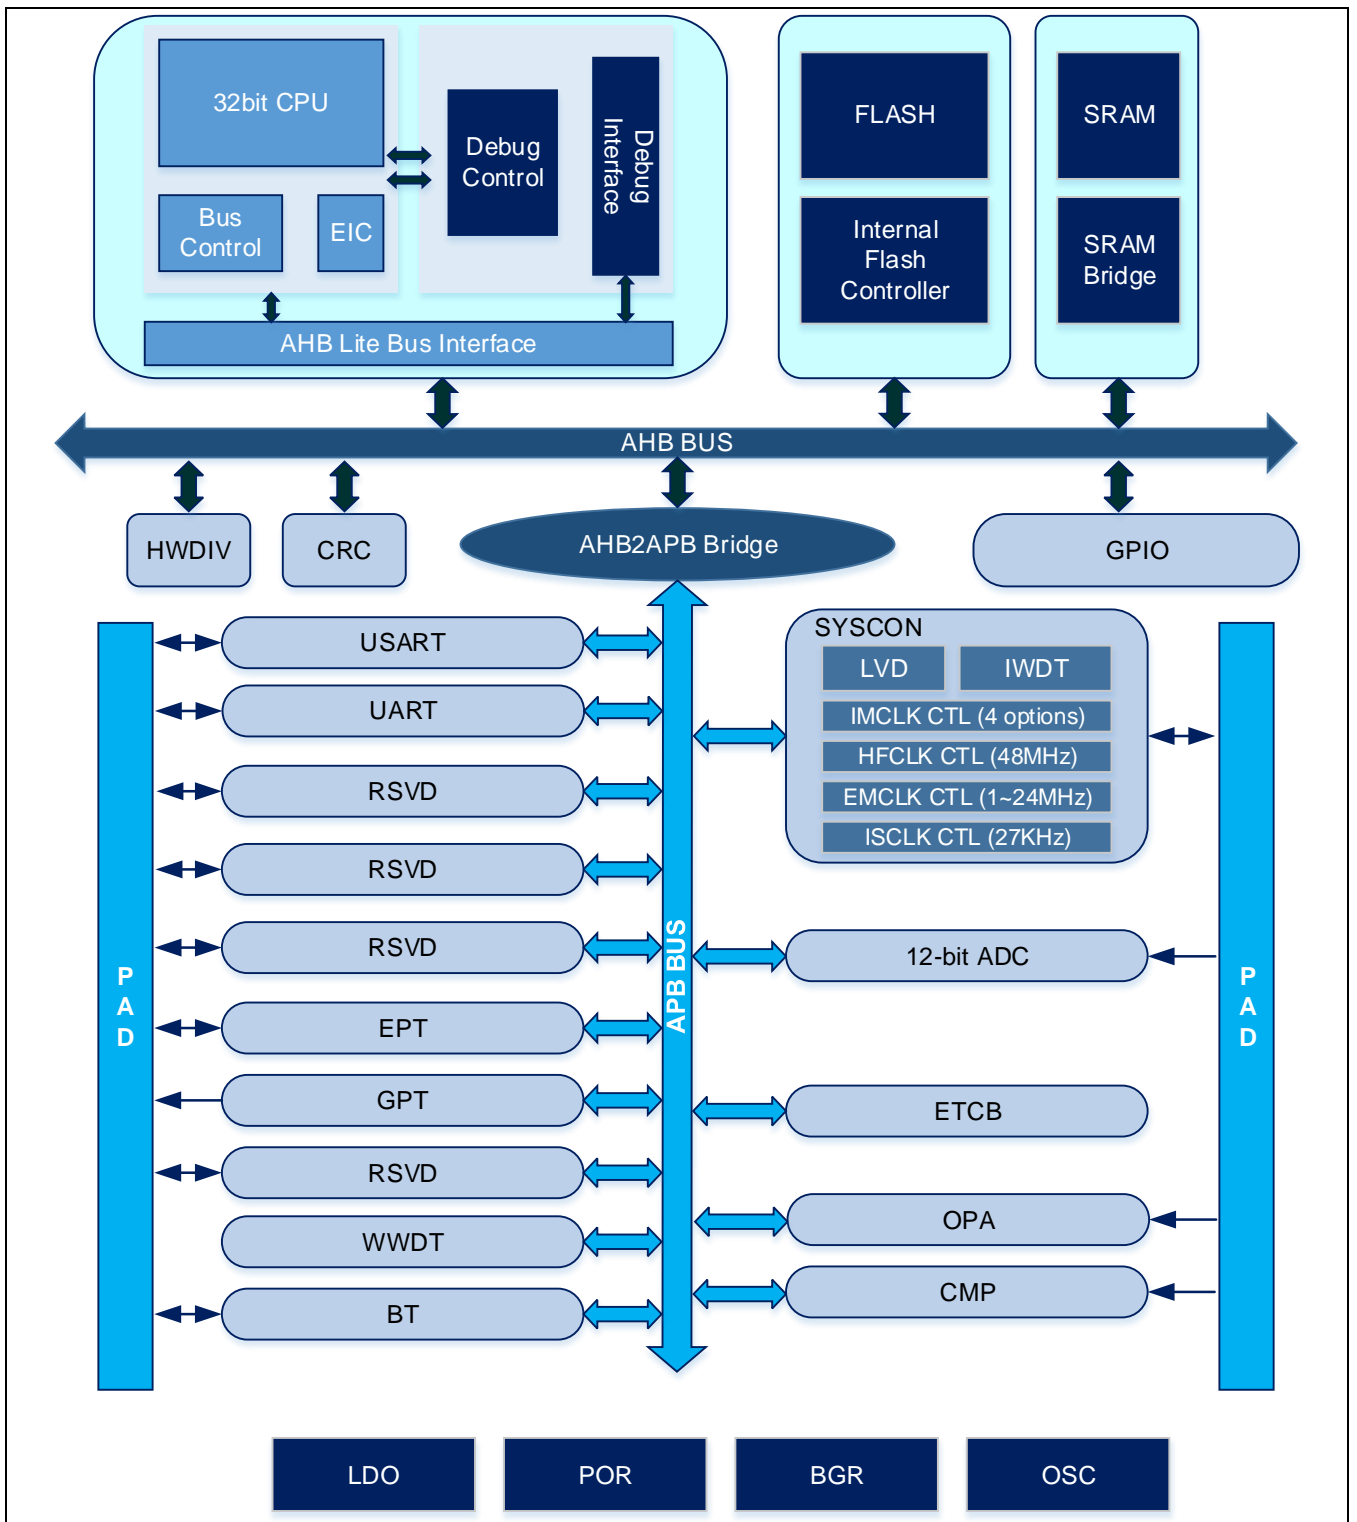 32bit CPU
Bus
Control
EIC
Debug
Control
Debug
Interface
AHB Lite Bus Interface
FLASH
Internal
Flash
Controller
SRAM
SRAM
Bridge
AHB BUS
HWDIV
CRC
AHB2APB Bridge
GPIO
PAD
USART
UART
RSVD
RSVD
RSVD
EPT
GPT
RSVD
WWDT
BT
APB BUS
SYSCON
LVD
IWDT
IMCLK CTL (4 options)
HFCLK CTL (48MHz)
EMCLK CTL (1~24MHz)
ISCLK CTL (27KHz)
12-bit ADC
ETCB
OPA
CMP
PAD
LDO
POR
BGR
OSC